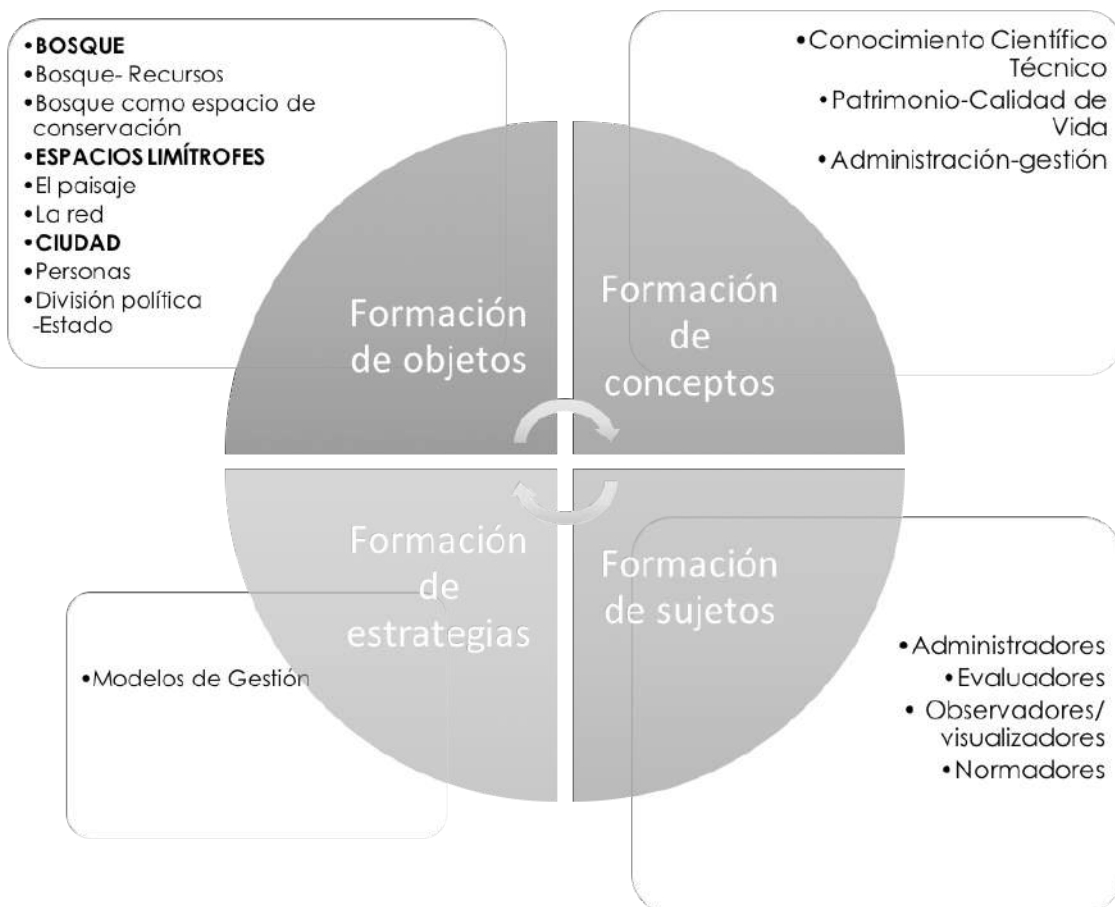 •BOSQUE
•Bosque- Recursos
•Bosque como espacio de
conservación
•ESPACIOS LIMÍTROFES
•El paisaje
•La red
•CIUDAD
•Personas
•División política
-Estado
•Conocimiento Científico
Técnico
•Patrimonio-Calidad de
Vida
•Administración-gestión
Formación
de objetos
Formación
de
conceptos
Formación
de
estrategias
Formación
de sujetos
•Modelos de Gestión
•Administradores
•Evaluadores
• Observadores/
visualizadores
•Normadores